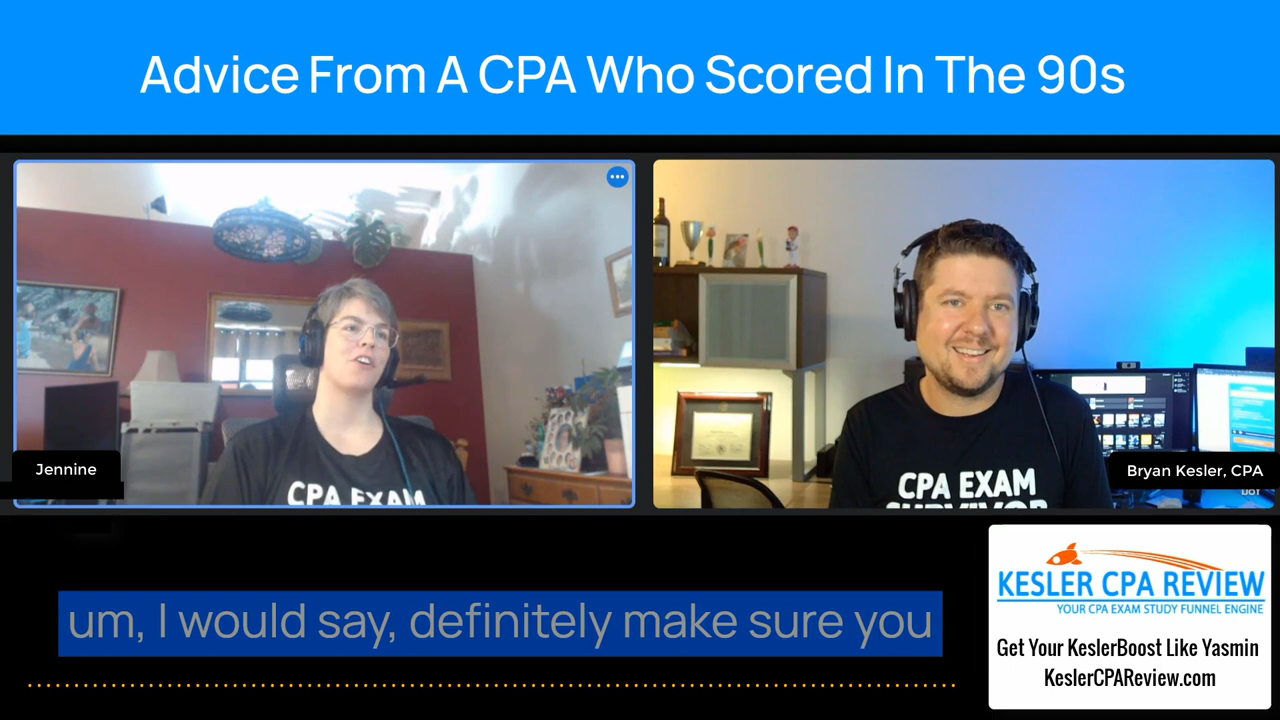 Advice From A CPA Who Scored In The 90s
Jennine
CPA EXAM
CPA EXAM
SURVIVOR
Bryan Kesler, CPA
um, I would say, definitely make sure you
KESLER CPA REVIEW
YOUR CPA EXAM STUDY FUNNEL ENGINE
Get Your KeslerBoost Like Yasmin
KeslerCPAReview.com